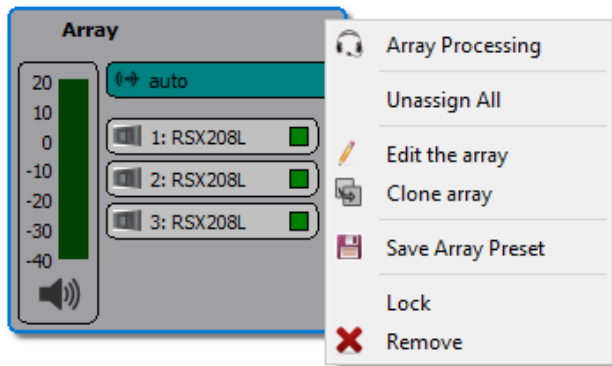 Array
auto
20
10
0
-10
-20
-30
-40
1: RSX208L
2: RSX208L
3: RSX208L
Array Processing
Unassign All
Edit the array
Clone array
Save Array Preset
Lock
Remove